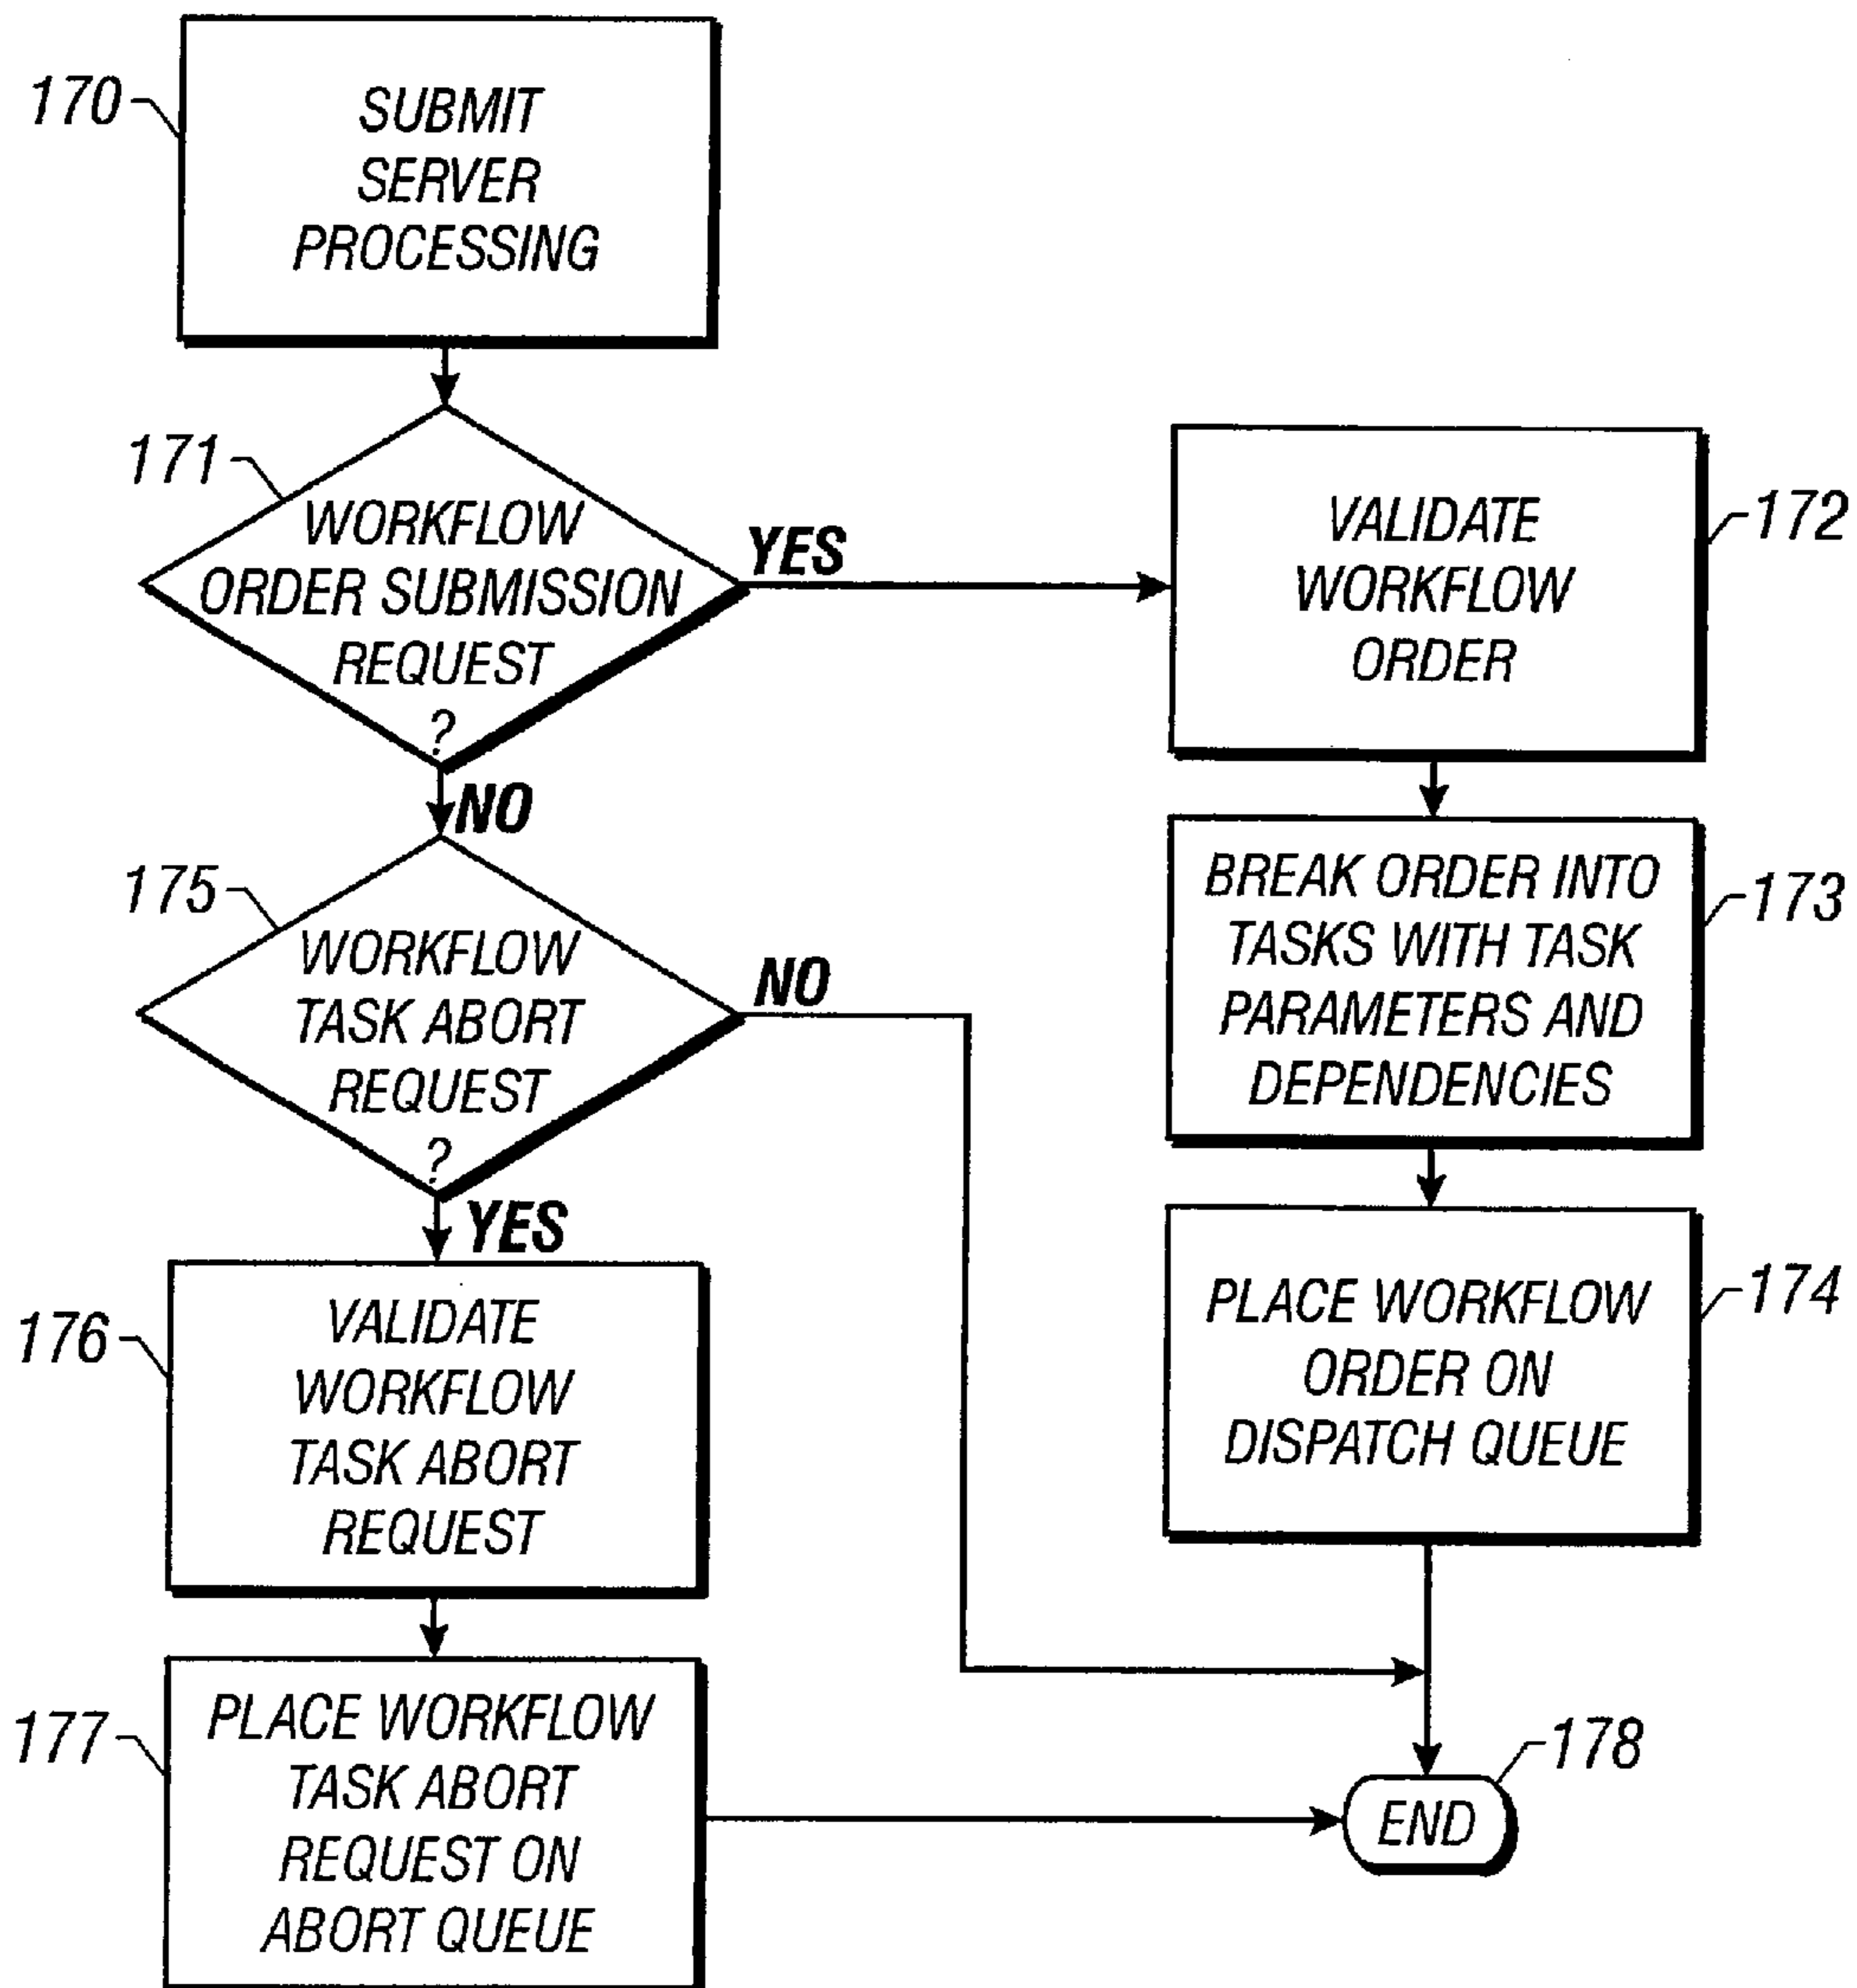 170
SUBMIT
SERVER
PROCESSING
171
WORKFLOW
ORDER SUBMISSION
REQUEST
?
YES
NO
172
VALIDATE
WORKFLOW
ORDER
173
BREAK ORDER INTO
TASKS WITH TASK
PARAMETERS AND
DEPENDENCIES
174
PLACE WORKFLOW
ORDER ON
DISPATCH QUEUE
175
WORKFLOW
TASK ABORT
REQUEST
?
NO
YES
176
VALIDATE
WORKFLOW
TASK ABORT
REQUEST
177
PLACE WORKFLOW
TASK ABORT
REQUEST ON
ABORT QUEUE
178
END